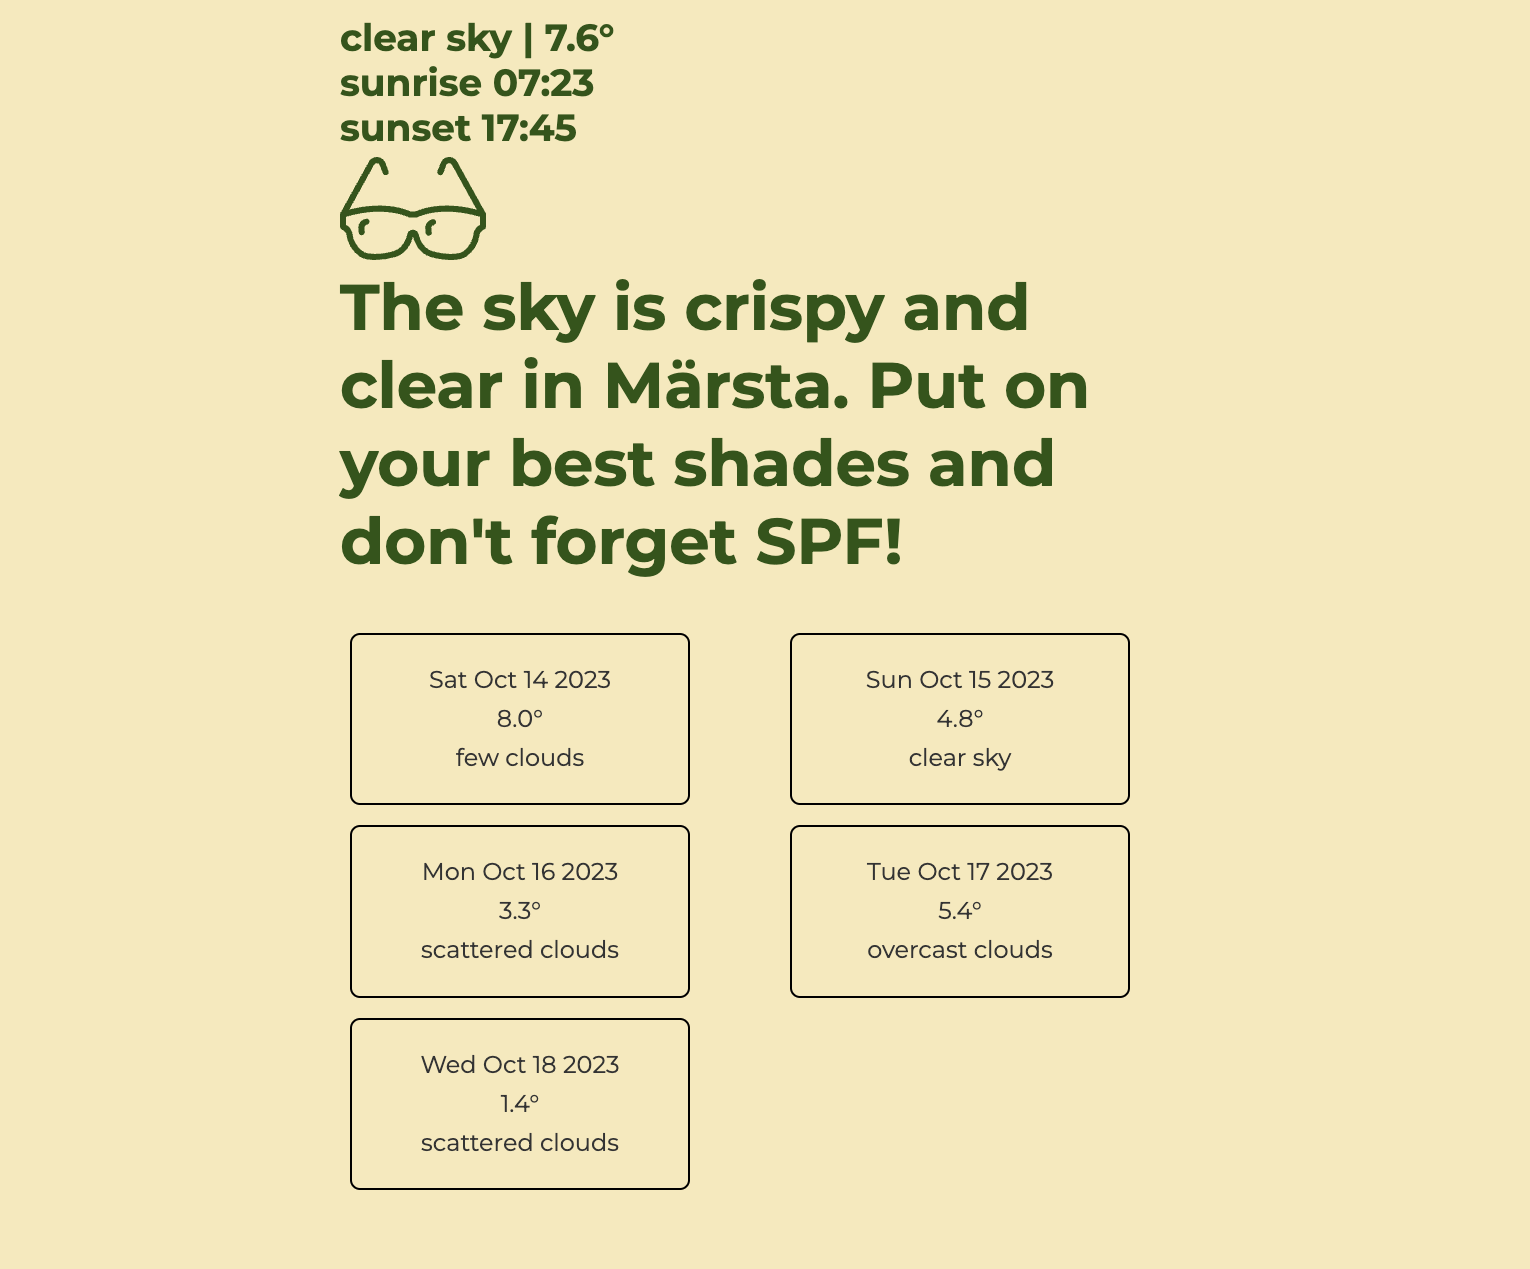 clear sky | 7.6°
sunrise 07:23
sunset 17:45
The sky is crispy and
clear in Märsta. Put on
your best shades and
don't forget SPF!
Sat Oct 14 2023
8.0°
few clouds
Sun Oct 15 2023
4.8°
clear sky
Mon Oct 16 2023
3.3°
scattered clouds
Tue Oct 17 2023
5.4°
overcast clouds
Wed Oct 18 2023
1.4°
scattered clouds